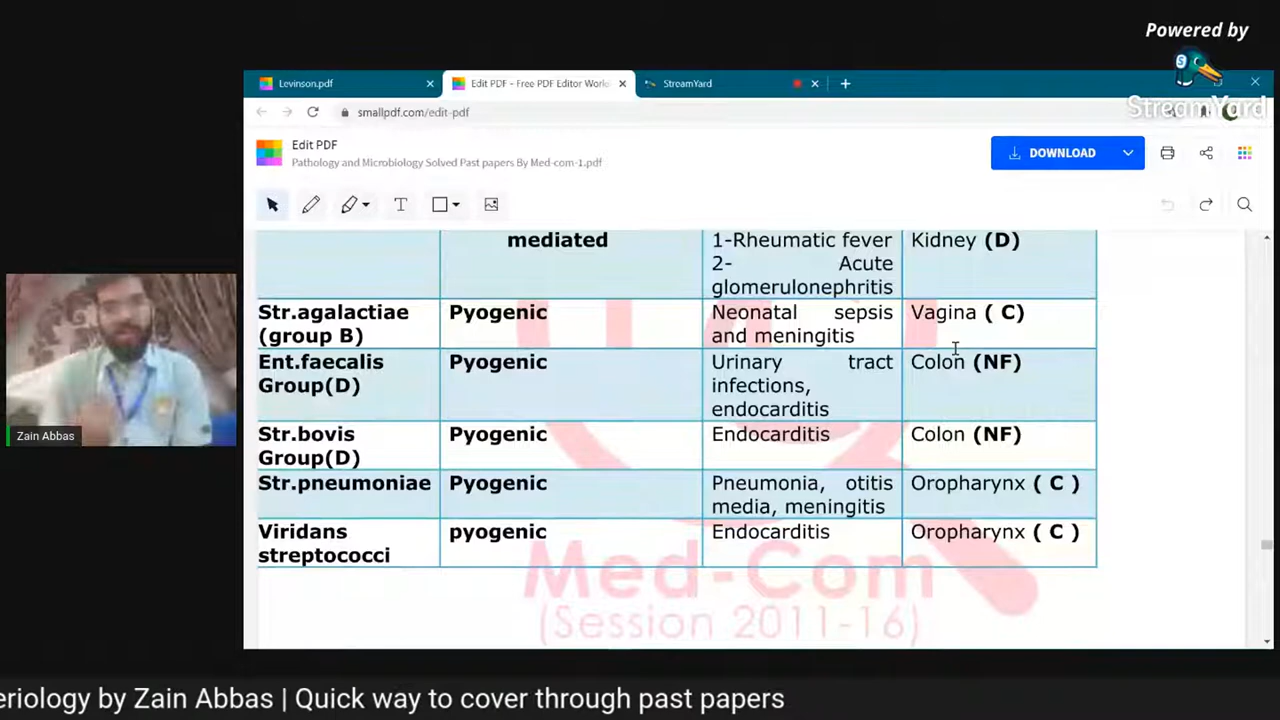 Powered by
StreamYard
Levinson.pdf
Edit PDF - Free PDF Editor Work
StreamYard
smallpdf.com/edit-pdf
Edit PDF
Pathology and Microbiology Solved Past papers By Med-com-1.pdf
DOWNLOAD
mediated
1-Rheumatic fever
2- Acute
glomerulonephritis
Kidney (D)
Str.agalactiae
(group B)
Pyogenic
Neonatal sepsis
and meningitis
Vagina ( C)
Ent.faecalis
Group(D)
Pyogenic
Urinary tract
infections,
endocarditis
Colon (NF)
Str.bovis
Group(D)
Pyogenic
Endocarditis
Colon (NF)
Str.pneumoniae
Pyogenic
Pneumonia, otitis
media, meningitis
Oropharynx ( C )
Viridans
streptococci
pyogenic
Endocarditis
Oropharynx ( C )
Med-Com
(Session 2011-16)
Zain Abbas
eriology by Zain Abbas | Quick way to cover through past papers